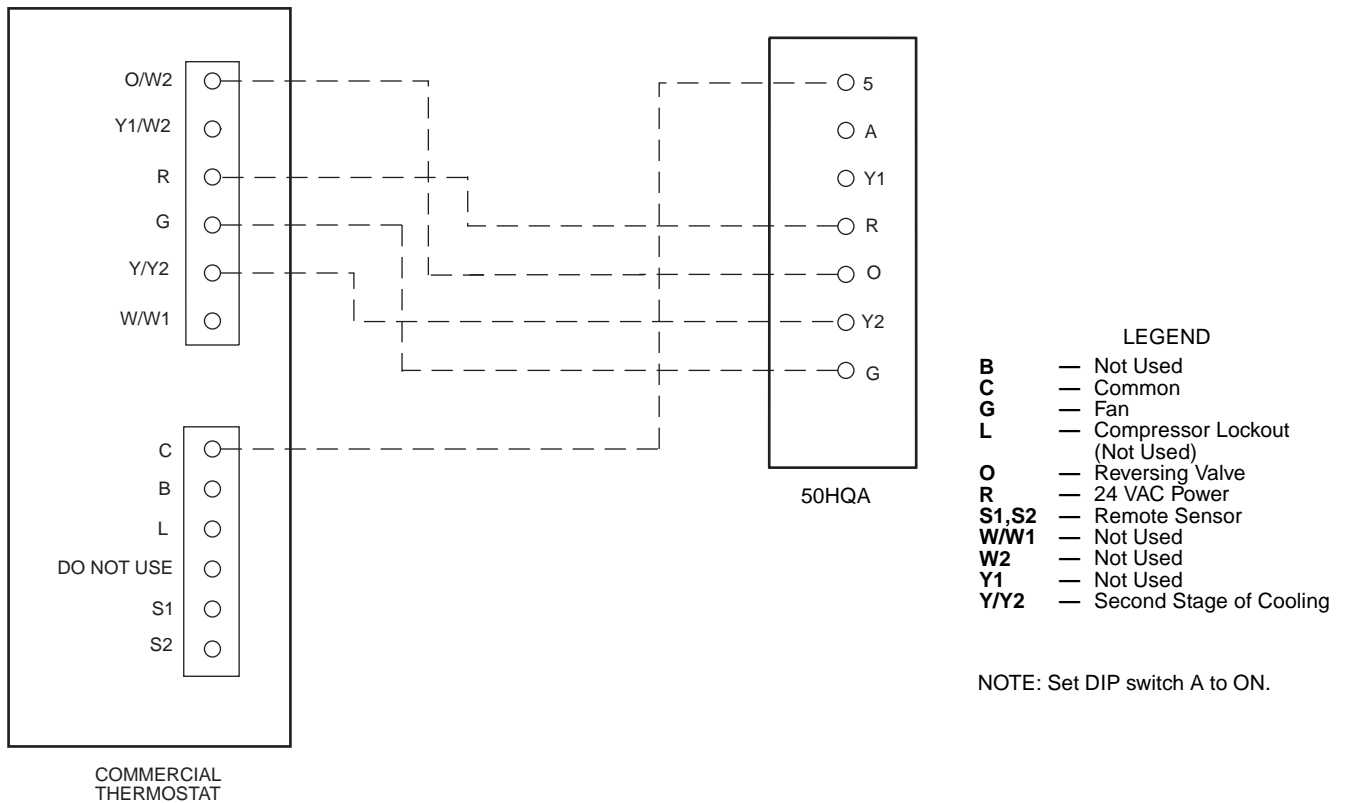 O/W2
Y1/W2
R
G
Y/Y2
W/W1
C
B
L
DO NOT USE
S1
S2
COMMERCIAL
THERMOSTAT
5
A
Y1
R
O
Y2
G
50HQA
LEGEND
B — Not Used
C — Common
G — Fan
L — Compressor Lockout
(Not Used)
O — Reversing Valve
R — 24 VAC Power
S1,S2 — Remote Sensor
W/W1 — Not Used
W2 — Not Used
Y1 — Not Used
Y/Y2 — Second Stage of Cooling
NOTE: Set DIP switch A to ON.